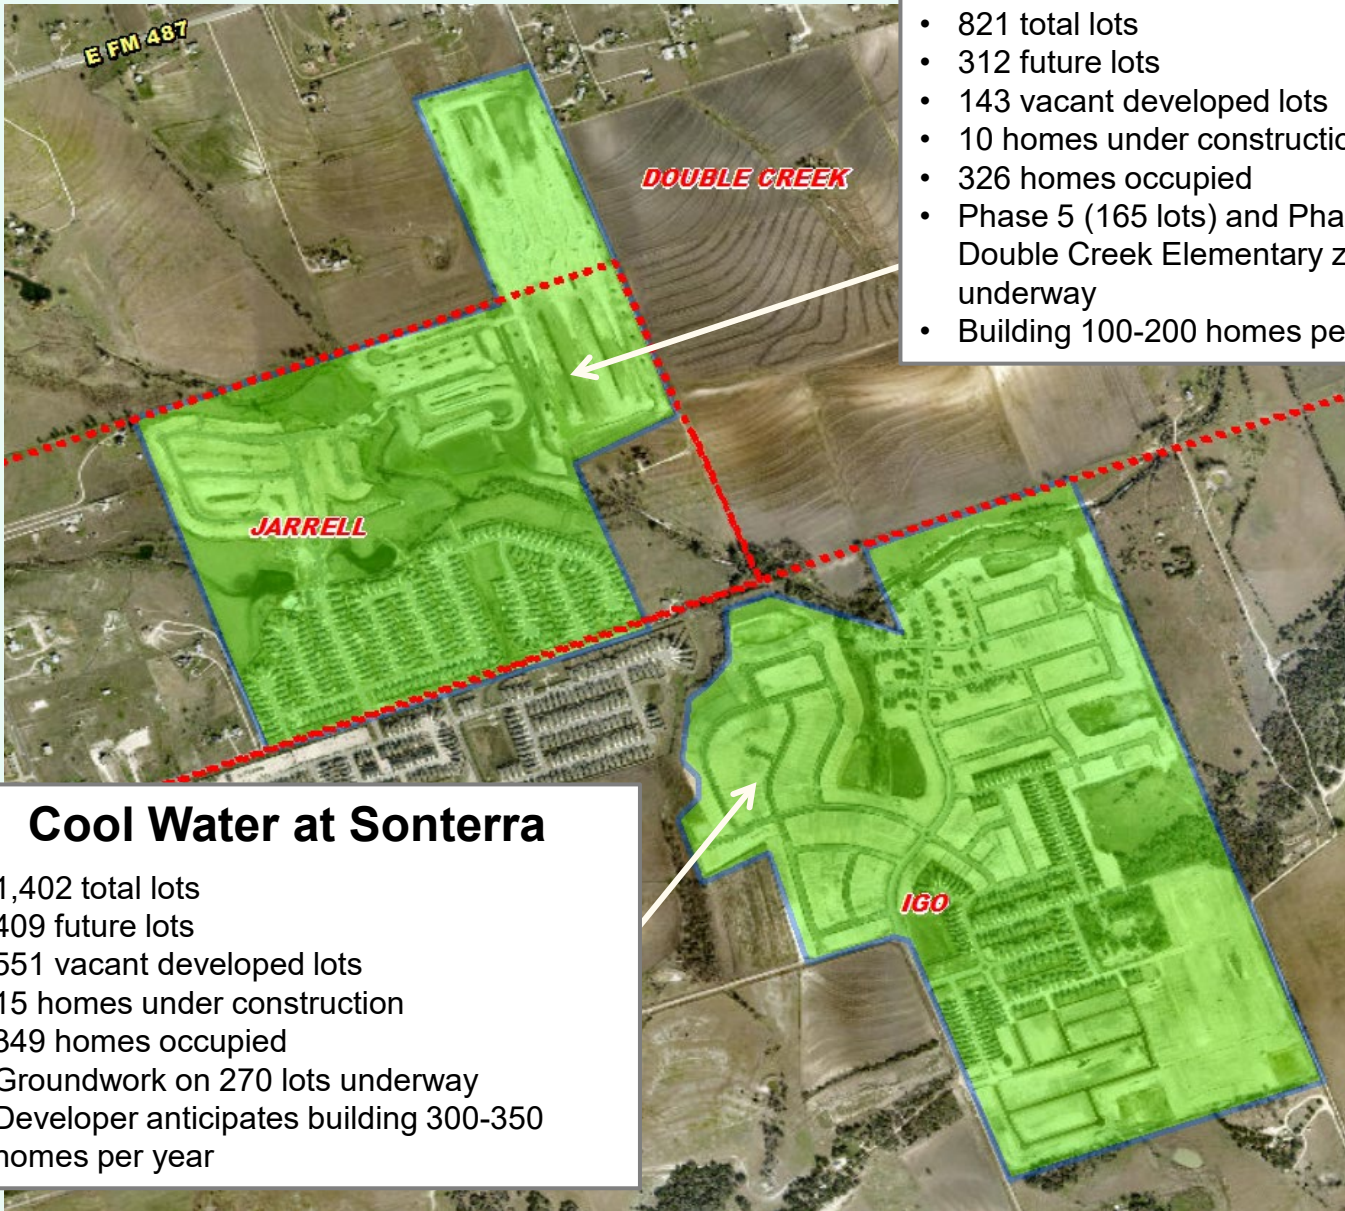 E FM 487
• 821 total lots
• 312 future lots
• 143 vacant developed lots
• 10 homes under constructio
• 326 homes occupied
• Phase 5 (165 lots) and Pha
Double Creek Elementary z
underway
• Building 100-200 homes pe
DOUBLE CREEK
JARRELL
IGO
Cool Water at Sonterra
1,402 total lots
409 future lots
551 vacant developed lots
15 homes under construction
349 homes occupied
Groundwork on 270 lots underway
Developer anticipates building 300-350
homes per year